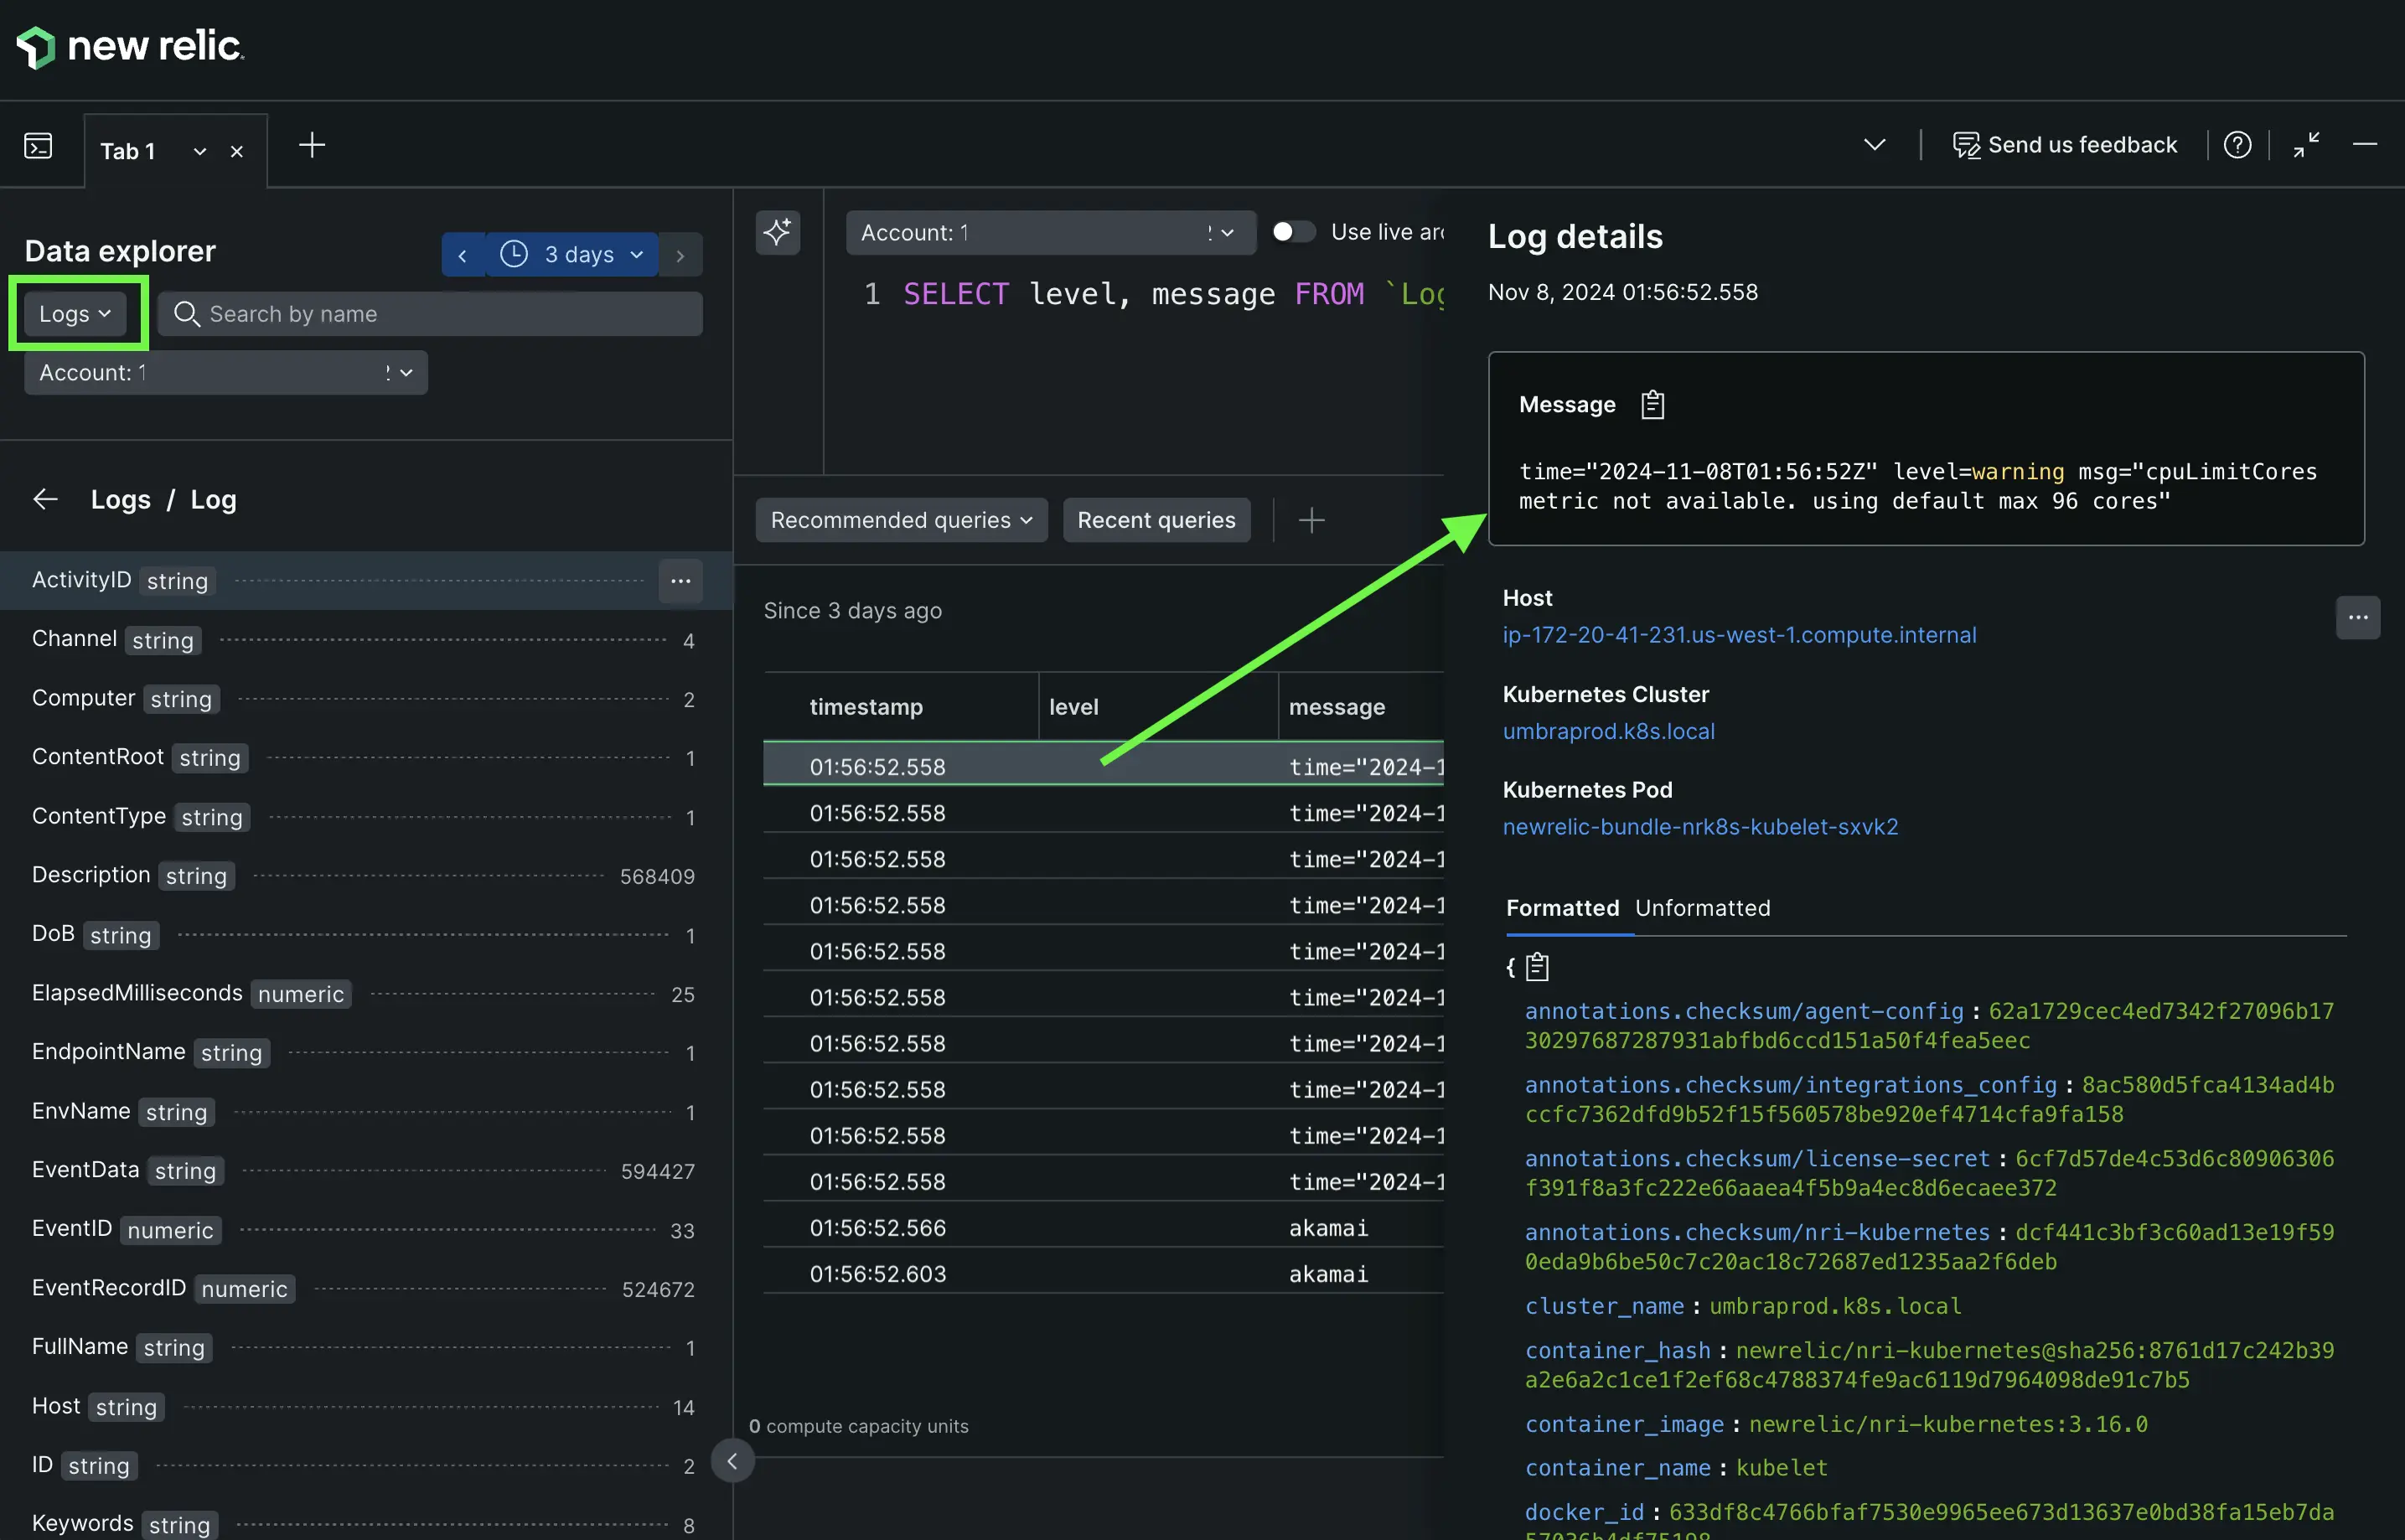 new relic
Tab 1
Send us feedback
Data explorer
3 days
Logs
Search by name
Account: 1
Logs / Log
ActivityID string
Channel string 4
Computer string 2
ContentRoot string 1
ContentType string 1
Description string 568409
DoB string 1
ElapsedMilliseconds numeric 25
EndpointName string 1
EnvName string 1
EventData string 594427
EventID numeric 33
EventRecordID numeric 524672
FullName string 1
Host string 14
ID string 2
Keywords string 8
Account: 1
Use live
1 SELECT level, message FROM `Log
Recommended queries
Recent queries
Since 3 days ago
timestamp level message
01:56:52.558 time="2024-1
01:56:52.558 time="2024-1
01:56:52.558 time="2024-1
01:56:52.558 time="2024-1
01:56:52.558 time="2024-1
01:56:52.558 time="2024-1
01:56:52.558 time="2024-1
01:56:52.558 time="2024-1
01:56:52.558 time="2024-1
01:56:52.558 time="2024-1
01:56:52.566 akamai
01:56:52.603 akamai
0 compute capacity units
Log details
Nov 8, 2024 01:56:52.558
Message
time="2024-11-08T01:56:52Z" level=warning msg="cpuLimitCores
metric not available. using default max 96 cores"
Host
ip-172-20-41-231.us-west-1.compute.internal
Kubernetes Cluster
umbraprod.k8s.local
Kubernetes Pod
newrelic-bundle-nrk8s-kubelet-sxvk2
Formatted Unformatted
{
annotations.checksum/agent-config : 62a1729cec4ed7342f27096b17
30297687287931abfbd6ccd151a50f4fea5eec
annotations.checksum/integrations_config : 8ac580d5fca4134ad4b
ccfc7362dfd9b52f15f560578be920ef4714cfa9fa158
annotations.checksum/license-secret : 6cf7d57de4c53d6c80906306
f391f8a3fc222e66aaea4f5b9a4ec8d6ecaee372
annotations.checksum/nri-kubernetes : dcf441c3bf3c60ad13e19f59
0eda9b6be50c7c20ac18c72687ed1235aa2f6deb
cluster_name : umbraprod.k8s.local
container_hash : newrelic/nri-kubernetes@sha256:8761d17c242b39
a2e6a2c1ce1f2ef68c4788374fe9ac6119d7964098de91c7b5
container_image : newrelic/nri-kubernetes:3.16.0
container_name : kubelet
docker_id : 633df8c4766bfaf7530e9965ee673d13637e0bd38fa15eb7da